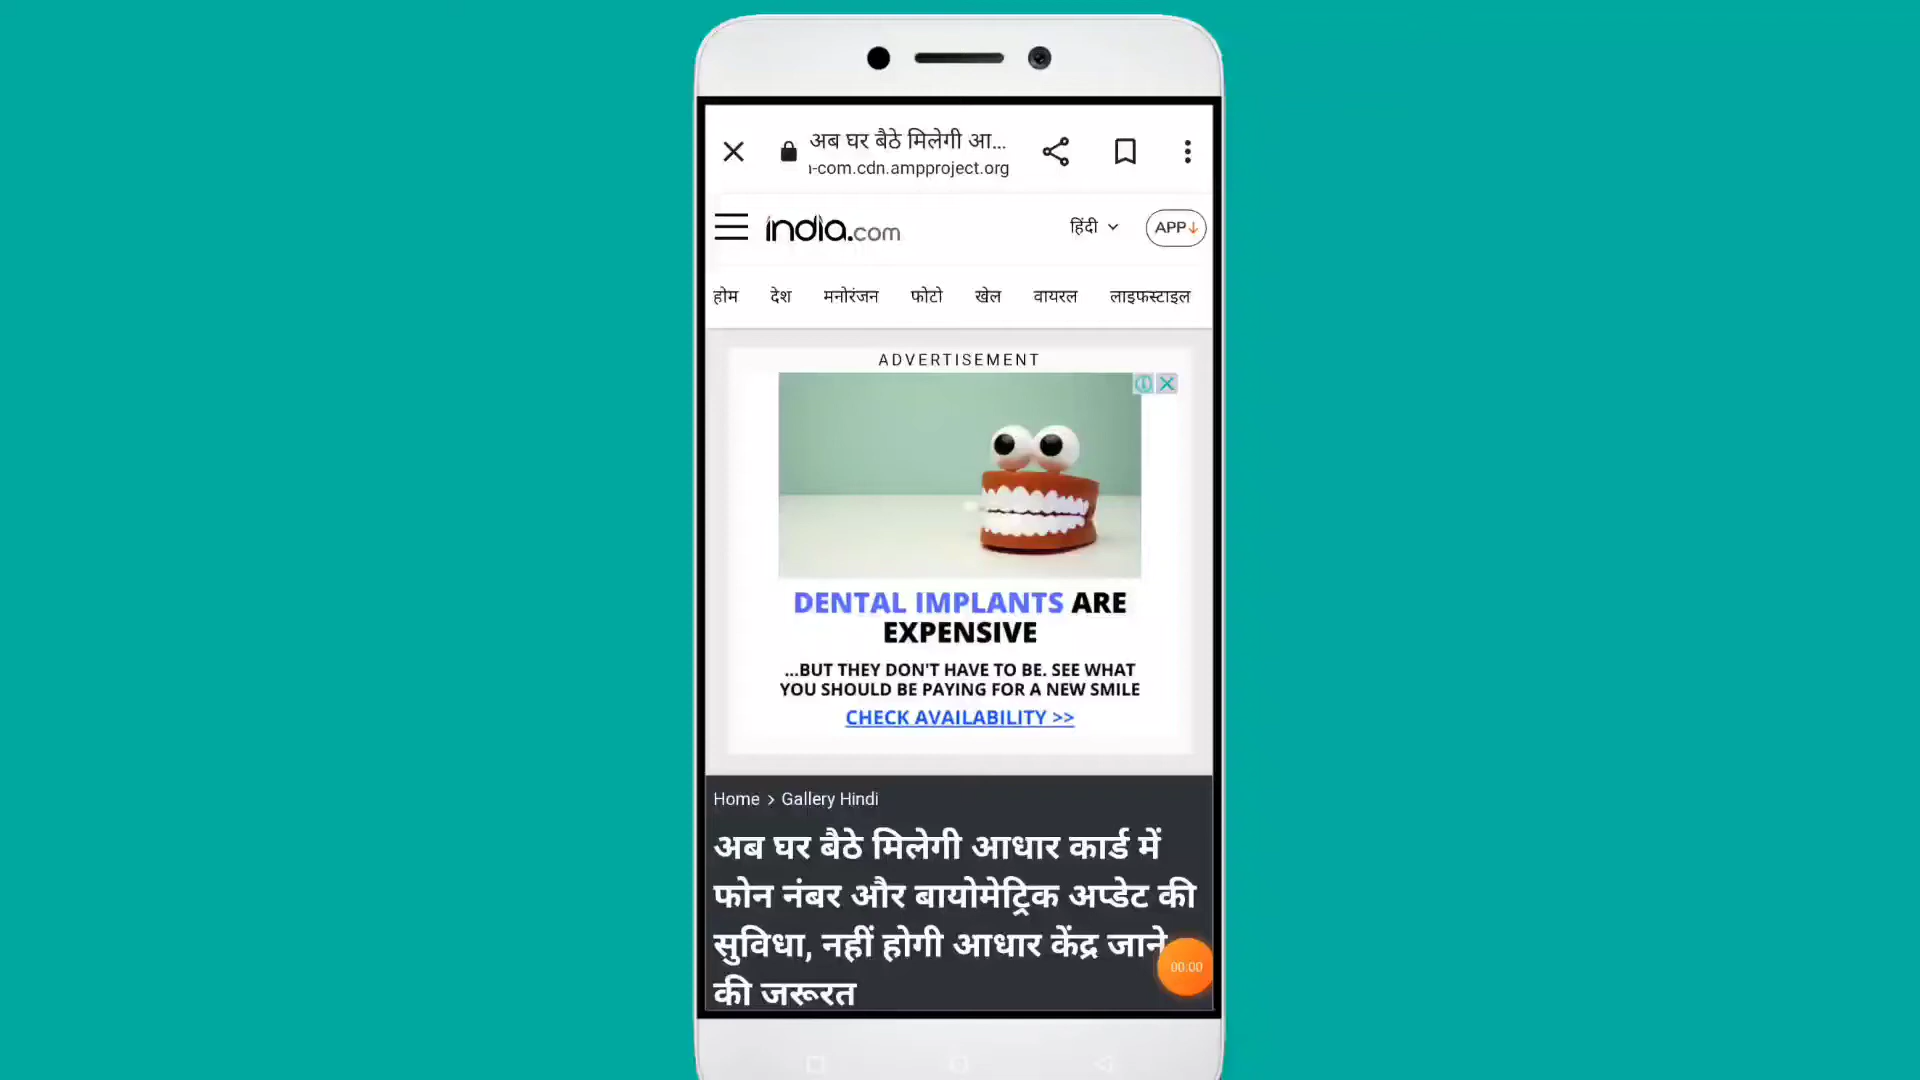 अब घर बैठे मिलेगी आ...
-com.cdn.ampproject.org
india.com
हिंदी
APP
होम देश मनोरंजन फोटो खेल वायरल लाइफस्टाइल
ADVERTISEMENT
DENTAL IMPLANTS ARE
EXPENSIVE
...BUT THEY DON'T HAVE TO BE. SEE WHAT
YOU SHOULD BE PAYING FOR A NEW SMILE
CHECK AVAILABILITY >>
Home > Gallery Hindi
अब घर बैठे मिलेगी आधार कार्ड में
फोन नंबर और बायोमेट्रिक अप्डेट की
सुविधा, नहीं होगी आधार केंद्र जाने
की जरूरत
00:00